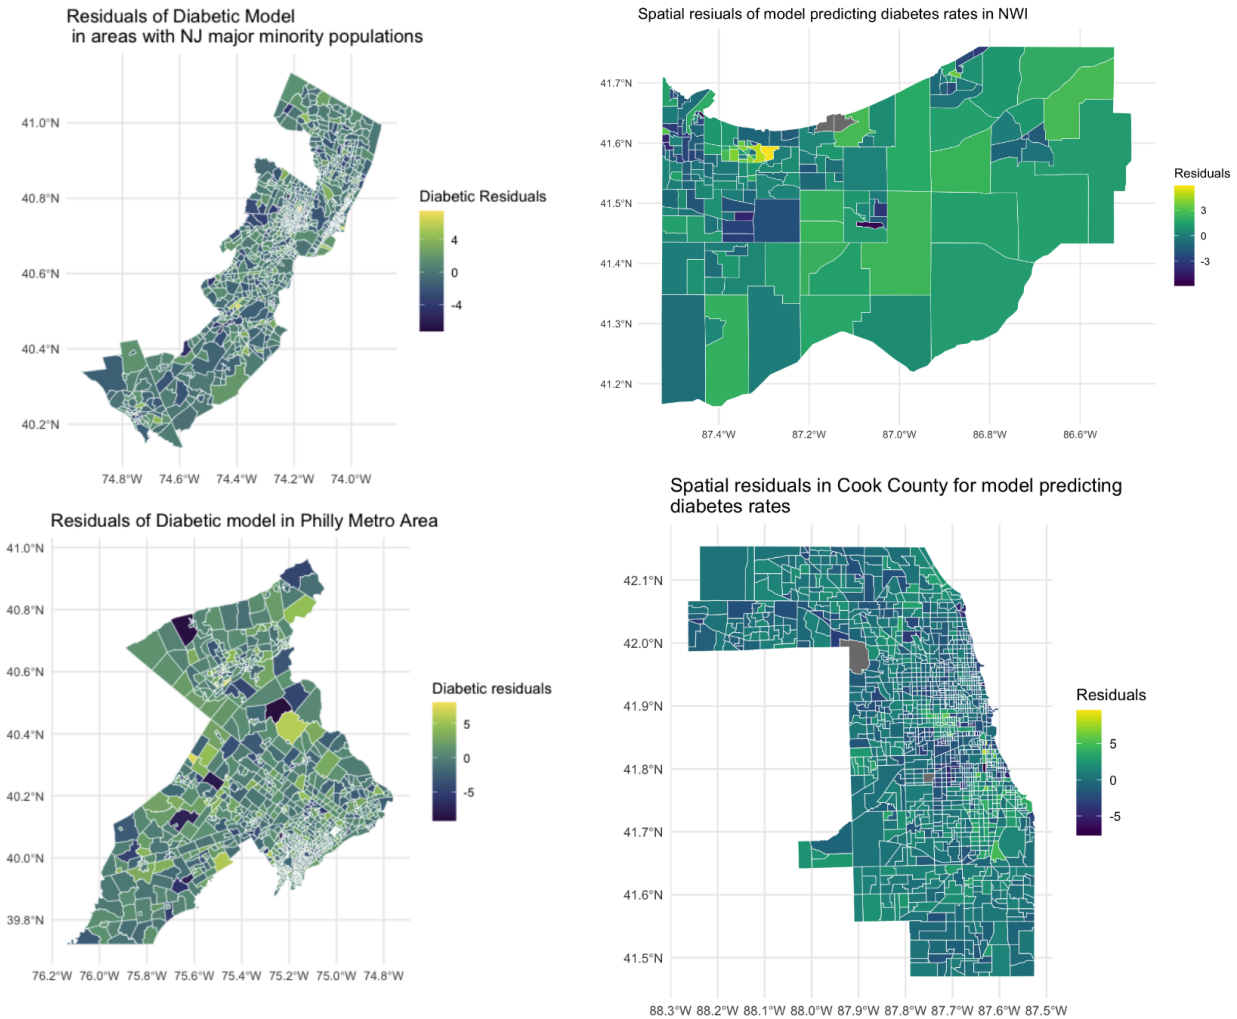 Residuals of Diabetic Model
in areas with NJ major minority populations
41.0°N
40.8°N
40.6°N
40.4°N
40.2°N
74.8°W 74.6°W 74.4°W 74.2°W 74.0°W
Diabetic Residuals
4
0
-4
Spatial resiuals of model predicting diabetes rates in NWI
41.7°N
41.6°N
41.5°N
41.4°N
41.3°N
41.2°N
87.4°W 87.2°W 87.0°W 86.8°W 86.6°W
Residuals
3
0
-3
Residuals of Diabetic model in Philly Metro Area
41.0°N
40.8°N
40.6°N
40.4°N
40.2°N
40.0°N
39.8°N
76.2°W 76.0°W 75.8°W 75.6°W 75.4°W 75.2°W 75.0°W 74.8°W
Diabetic residuals
5
0
-5
Spatial residuals in Cook County for model predicting
diabetes rates
42.1°N
42.0°N
41.9°N
41.8°N
41.7°N
41.6°N
41.5°N
88.3°W 88.2°W 88.1°W 88.0°W 87.9°W 87.8°W 87.7°W 87.6°W 87.5°W
Residuals
5
0
-5